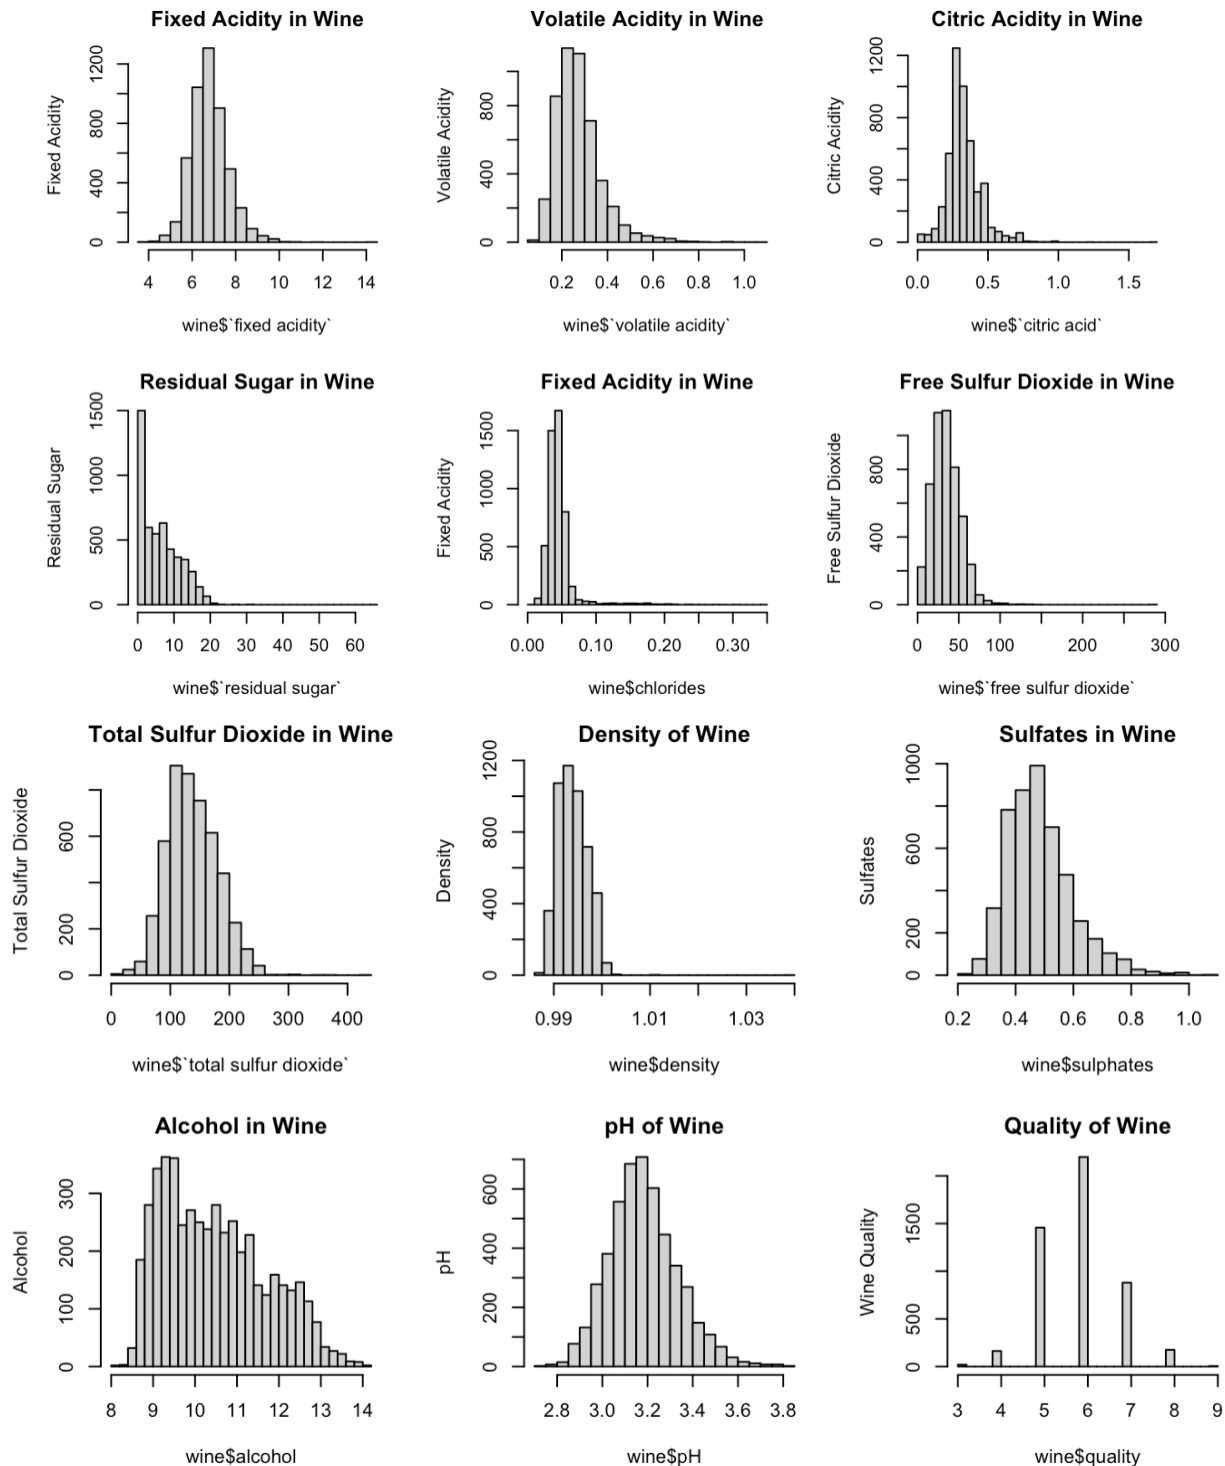 Fixed Acidity in Wine
Fixed Acidity
0 400 800 1200
4 6 8 10 12 14
wine$`fixed acidity`
Volatile Acidity in Wine
Volatile Acidity
0 400 800
0.2 0.4 0.6 0.8 1.0
wine$`volatile acidity`
Citric Acidity in Wine
Citric Acidity
0 400 800 1200
0.0 0.5 1.0 1.5
wine$`citric acid`
Residual Sugar in Wine
Residual Sugar
0 500 1000 1500
0 10 20 30 40 50 60
wine$`residual sugar`
Fixed Acidity in Wine
Fixed Acidity
0 500 1000 1500
0.00 0.10 0.20 0.30
wine$chlorides
Free Sulfur Dioxide in Wine
Free Sulfur Dioxide
0 400 800
0 50 100 200 300
wine$`free sulfur dioxide`
Total Sulfur Dioxide in Wine
Total Sulfur Dioxide
0 200 600
0 100 200 300 400
wine$`total sulfur dioxide`
Density of Wine
Density
0 400 800 1200
0.99 1.01 1.03
wine$density
Sulfates in Wine
Sulfates
0 200 600 1000
0.2 0.4 0.6 0.8 1.0
wine$sulphates
Alcohol in Wine
Alcohol
0 100 200 300
8 9 10 11 12 13 14
wine$alcohol
pH of Wine
pH
0 200 400 600
2.8 3.0 3.2 3.4 3.6 3.8
wine$pH
Quality of Wine
Wine Quality
0 500 1500
3 4 5 6 7 8 9
wine$quality